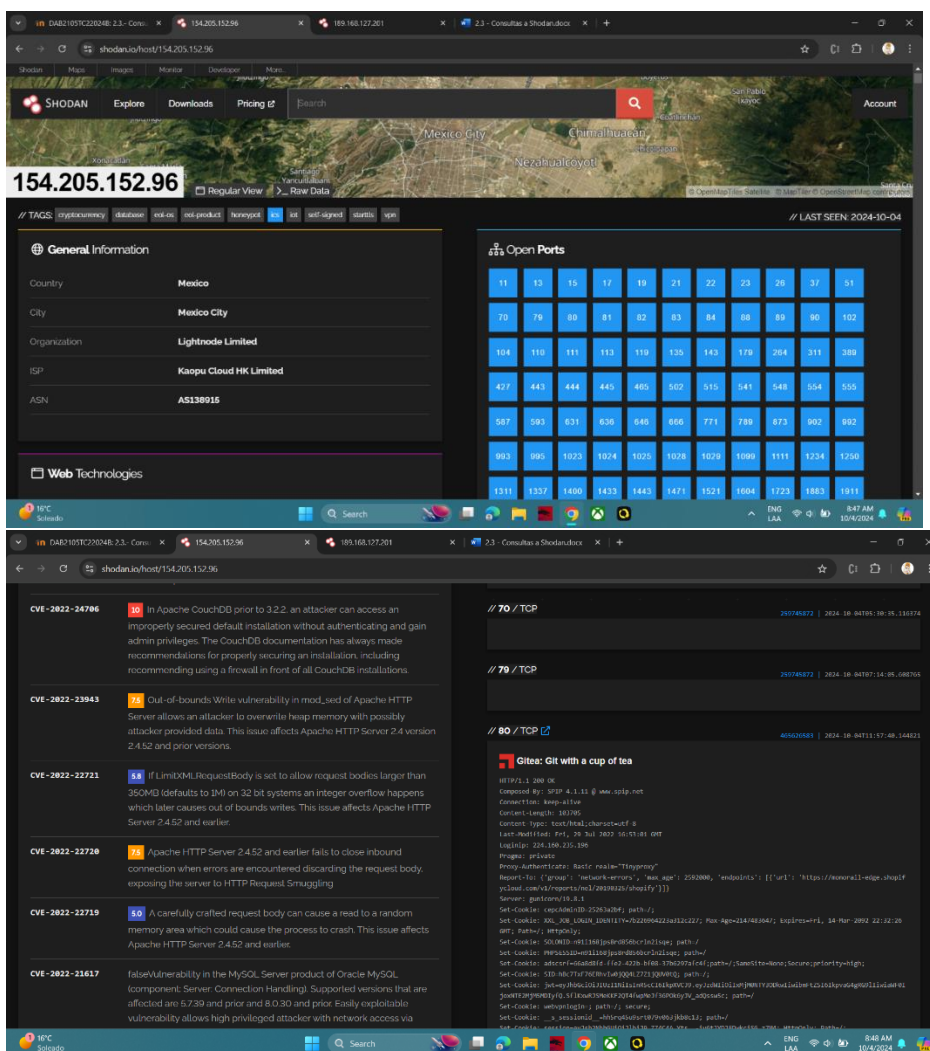 DAB2105TC22024B: 2.3.- Consu
154.205.152.96
189.168.127.201
2.3 - Consultas a Shodan.docx
shodan.io/host/154.205.152.96
Shodan Maps Images Monitor Developer More...
SHODAN Explore Downloads Pricing Search Account
Mexico City
Chimalhuacán
Nezahualcoyotl
154.205.152.96
Regular View >_ Raw Data
// TAGS: cryptocurrency database eol-os eol-product honeypot ics iot self-signed starttls vpn
// LAST SEEN: 2024-10-04
General Information
Country Mexico
City Mexico City
Organization Lightnode Limited
ISP Kaopu Cloud HK Limited
ASN AS138915
Web Technologies
Open Ports
11 13 15 17 19 21 22 23 26 37 51
70 79 80 81 82 83 84 88 89 90 102
104 110 111 113 119 135 143 179 264 311 389
427 443 444 445 465 502 515 541 548 554 555
587 593 631 636 646 666 771 789 873 902 992
993 995 1023 1024 1025 1028 1029 1099 1111 1234 1250
1311 1337 1400 1433 1443 1471 1521 1604 1723 1883 1911
16°C
Soleado
Search
ENG
LAA
8:47 AM
10/4/2024
DAB2105TC22024B: 2.3.- Consu
154.205.152.96
189.168.127.201
2.3 - Consultas a Shodan.docx
shodan.io/host/154.205.152.96
CVE-2022-24706 10 In Apache CouchDB prior to 3.2.2, an attacker can access an
improperly secured default installation without authenticating and gain
admin privileges. The CouchDB documentation has always made
recommendations for properly securing an installation, including
recommending using a firewall in front of all CouchDB installations.
CVE-2022-23943 7.5 Out-of-bounds Write vulnerability in mod_sed of Apache HTTP
Server allows an attacker to overwrite heap memory with possibly
attacker provided data. This issue affects Apache HTTP Server 2.4 version
2.4.52 and prior versions.
CVE-2022-22721 5.8 If LimitXMLRequestBody is set to allow request bodies larger than
350MB (defaults to 1M) on 32 bit systems an integer overflow happens
which later causes out of bounds writes. This issue affects Apache HTTP
Server 2.4.52 and earlier.
CVE-2022-22720 7.5 Apache HTTP Server 2.4.52 and earlier fails to close inbound
connection when errors are encountered discarding the request body,
exposing the server to HTTP Request Smuggling
CVE-2022-22719 5.0 A carefully crafted request body can cause a read to a random
memory area which could cause the process to crash. This issue affects
Apache HTTP Server 2.4.52 and earlier.
CVE-2022-21617 falseVulnerability in the MySQL Server product of Oracle MySQL
(component: Server: Connection Handling). Supported versions that are
affected are 5.7.39 and prior and 8.0.30 and prior. Easily exploitable
vulnerability allows high privileged attacker with network access via
// 70 / TCP
// 79 / TCP
// 80 / TCP
Gitea: Git with a cup of tea
HTTP/1.1 200 OK
Composed-By: SPIP 4.1.11 @ www.spip.net
Connection: keep-alive
Content-Length: 103705
Content-Type: text/html;charset=utf-8
Pragma: private
Proxy-Authenticate: Basic realm="Tinyproxy"
Server: gunicorn/19.8.1
16°C
Soleado
Search
ENG
LAA
8:48 AM
10/4/2024